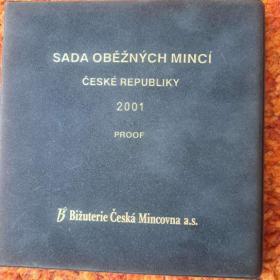 SADA OBĚŽNÝCH MINCÍ
ČESKÉ REPUBLIKY
2001
PROOF
Bižuterie Česká Mincovna a.s.